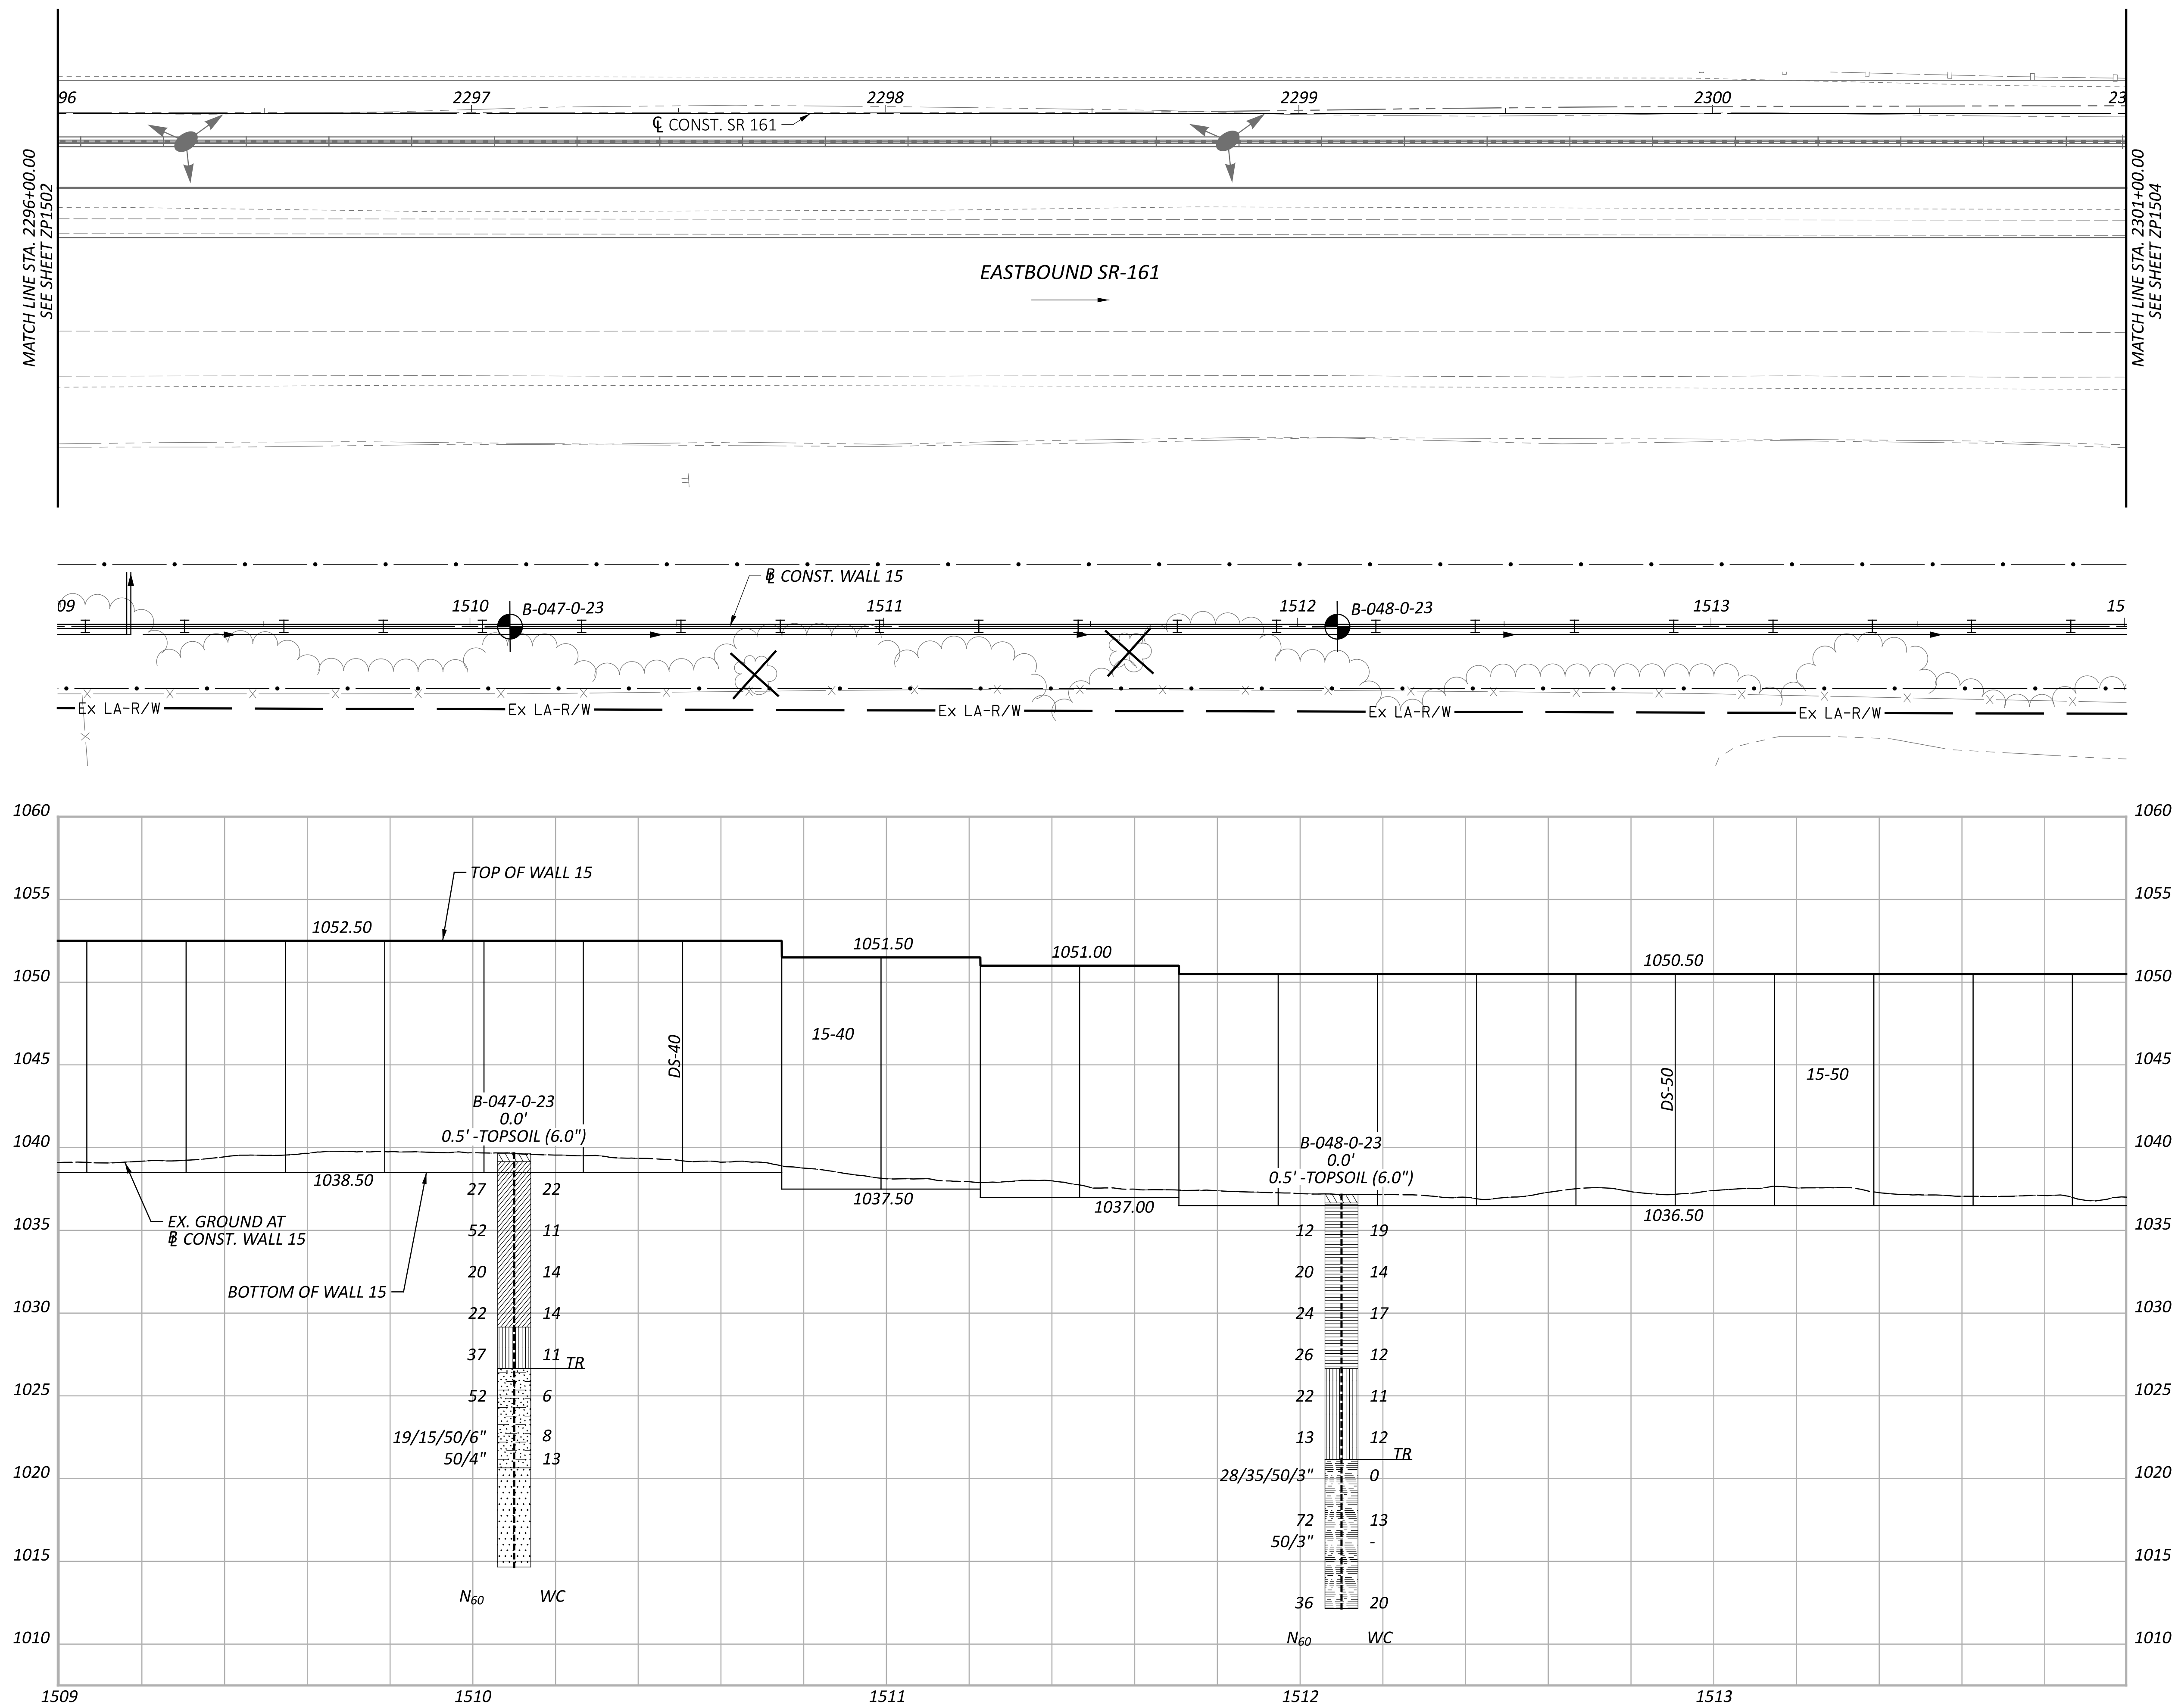 96 2297 2298 2299 2300 23
℄ CONST. SR 161
MATCH LINE STA. 2296+00.00
SEE SHEET ZP1502
MATCH LINE STA. 2301+00.00
SEE SHEET ZP1504
EASTBOUND SR-161
BL CONST. WALL 15
09 1510 B-047-0-23 1511 1512 B-048-0-23 1513 15
Ex LA-R/W Ex LA-R/W Ex LA-R/W Ex LA-R/W Ex LA-R/W
1060 1060
TOP OF WALL 15
1055 1055
1052.50
1051.50
1051.00
1050.50
1050 1050
15-40
DS-40
1045 1045
15-50
DS-50
B-047-0-23
0.0'
0.5' -TOPSOIL (6.0")
1040 1040
B-048-0-23
0.0'
0.5' -TOPSOIL (6.0")
1038.50
27 22
1037.50
1037.00
1036.50
EX. GROUND AT
BL CONST. WALL 15
1035 1035
52 11
12 19
20 14
20 14
BOTTOM OF WALL 15
1030 1030
22 14
24 17
37 11 TR
26 12
1025 1025
52 6
22 11
19/15/50/6" 8
13 12
50/4" 13
TR
1020 1020
28/35/50/3" 0
72 13
50/3" -
1015 1015
N60 WC
36 20
1010 1010
N60 WC
1509 1510 1511 1512 1513